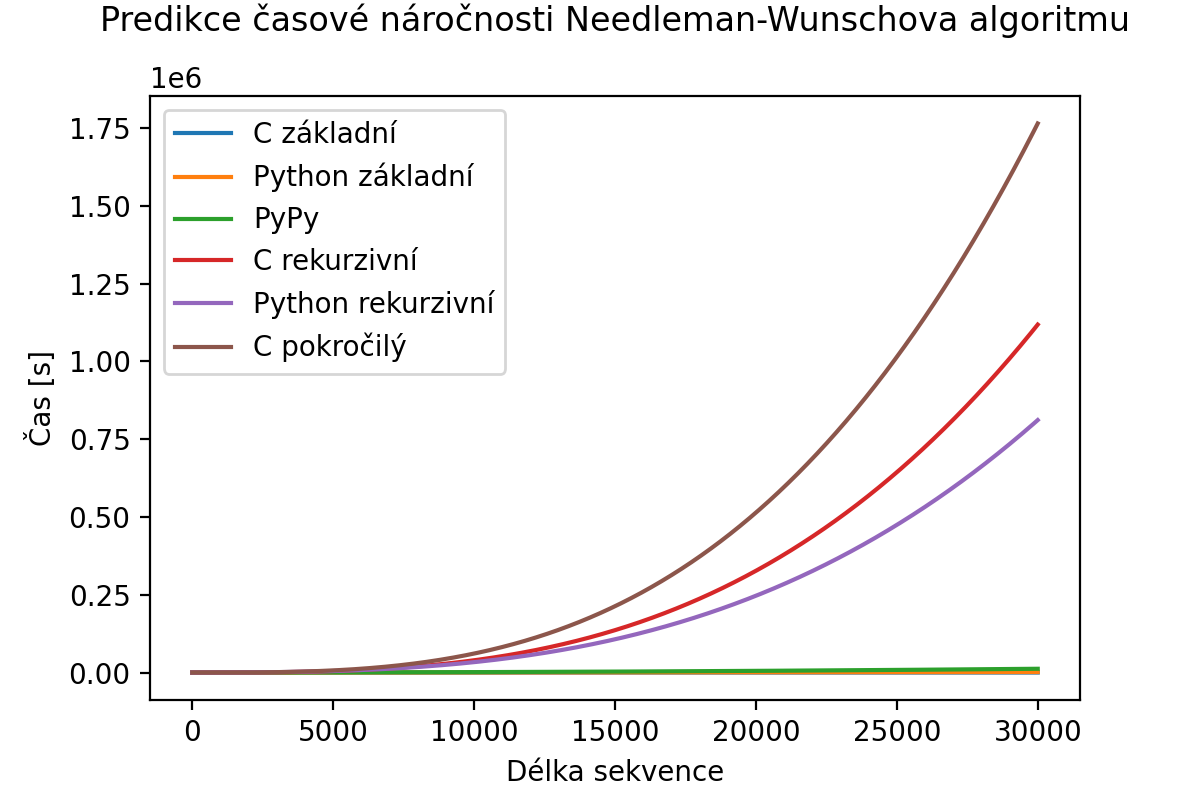 Predikce časové náročnosti Needleman-Wunschova algoritmu
1e6
C základní
Python základní
PyPy
C rekurzivní
Python rekurzivní
C pokročilý
1.75
1.50
1.25
1.00
0.75
0.50
0.25
0.00
Čas [s]
0 5000 10000 15000 20000 25000 30000
Délka sekvence